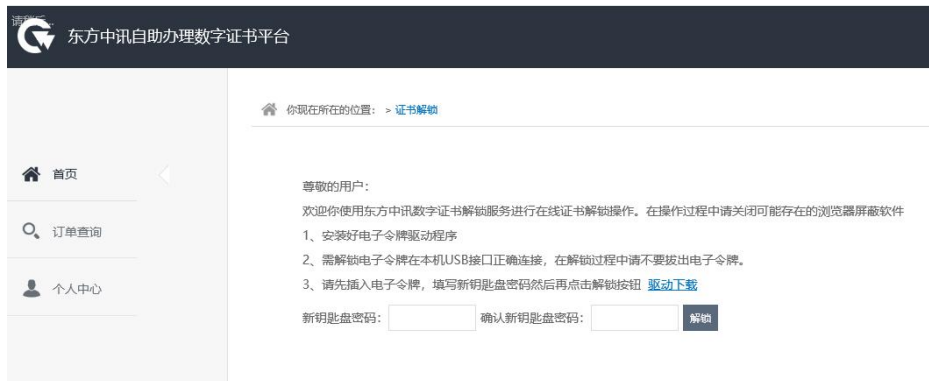 请稍后...
东方中讯自助办理数字证书平台
你现在所在的位置： > 证书解锁
首页
订单查询
个人中心
尊敬的用户：
欢迎你使用东方中讯数字证书解锁服务进行在线证书解锁操作。在操作过程中请关闭可能存在的浏览器屏蔽软件
1、安装好电子令牌驱动程序
2、需解锁电子令牌在本机USB接口正确连接，在解锁过程中请不要拔出电子令牌。
3、请先插入电子令牌，填写新钥匙盘密码然后再点击解锁按钮 驱动下载
新钥匙盘密码： 确认新钥匙盘密码： 解锁